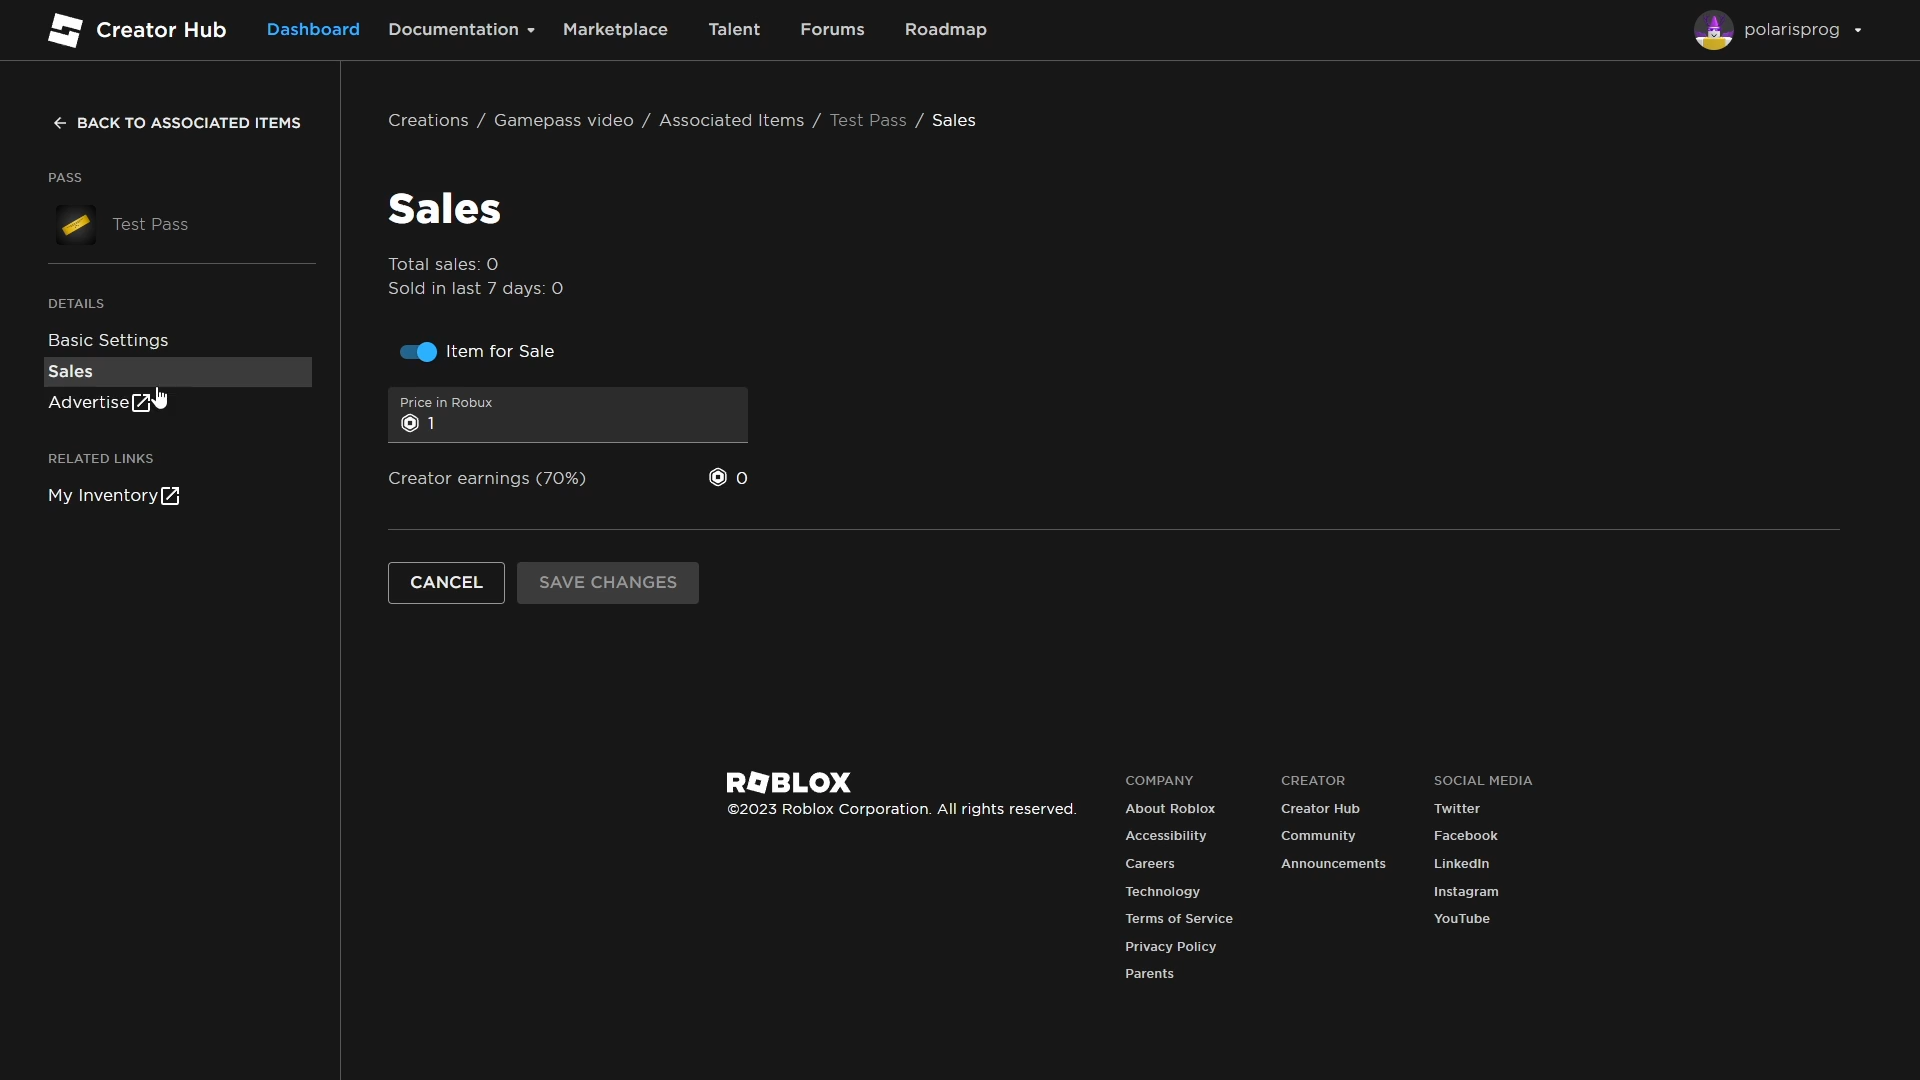 Creator Hub
Dashboard
Documentation
Marketplace
Talent
Forums
Roadmap
polarisprog
BACK TO ASSOCIATED ITEMS
PASS
Test Pass
DETAILS
Basic Settings
Sales
Advertise
RELATED LINKS
My Inventory
Creations / Gamepass video / Associated Items / Test Pass / Sales
Sales
Total sales: 0
Sold in last 7 days: 0
Item for Sale
Price in Robux
1
Creator earnings (70%) 0
CANCEL
SAVE CHANGES
ROBLOX
©2023 Roblox Corporation. All rights reserved.
COMPANY
About Roblox
Accessibility
Careers
Technology
Terms of Service
Privacy Policy
Parents
CREATOR
Creator Hub
Community
Announcements
SOCIAL MEDIA
Twitter
Facebook
LinkedIn
Instagram
YouTube